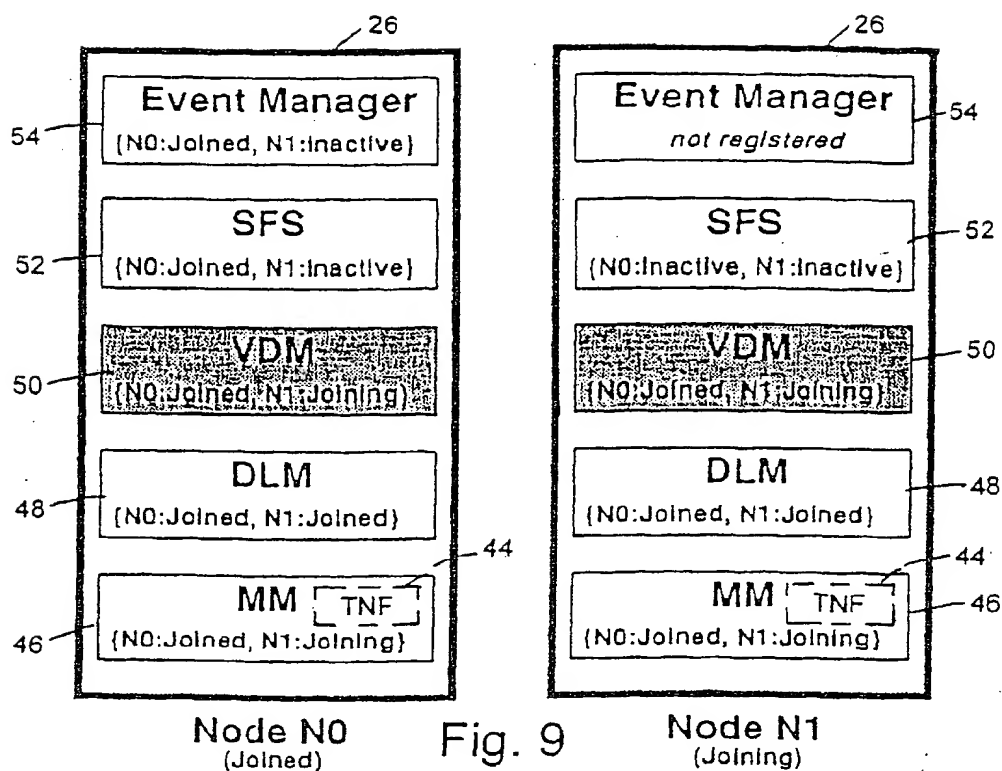 26
Event Manager
{N0:Joined, N1:Inactive}
54
SFS
{N0:Joined, N1:Inactive}
52
VDM
{N0:Joined, N1:Joining}
50
DLM
{N0:Joined, N1:Joined}
48
44
MM
TNF
{N0:Joined, N1:Joining}
46
Node N0
(Joined)
26
Event Manager
not registered
54
SFS
{N0:Inactive, N1:Inactive}
52
VDM
{N0:Joined, N1:Joining}
50
DLM
{N0:Joined, N1:Joined}
48
44
MM
TNF
{N0:Joined, N1:Joining}
46
Node N1
(Joining)
Fig. 9